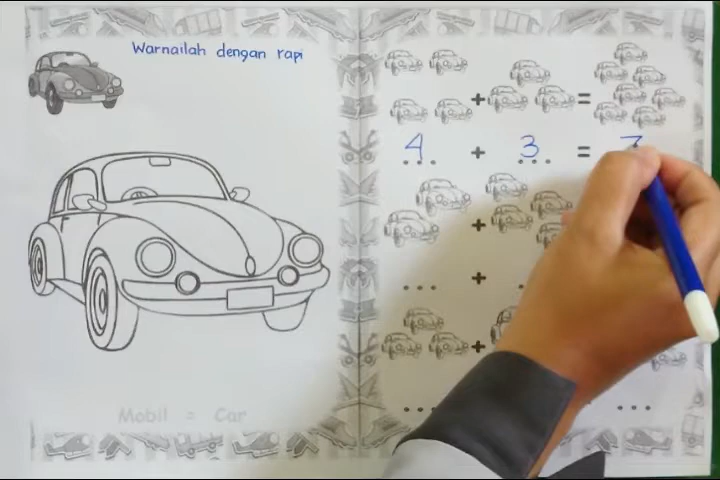 Warnailah dengan rapi
Mobil = Car
+ =
4 + 3 = 7
+
... +
+
...
...